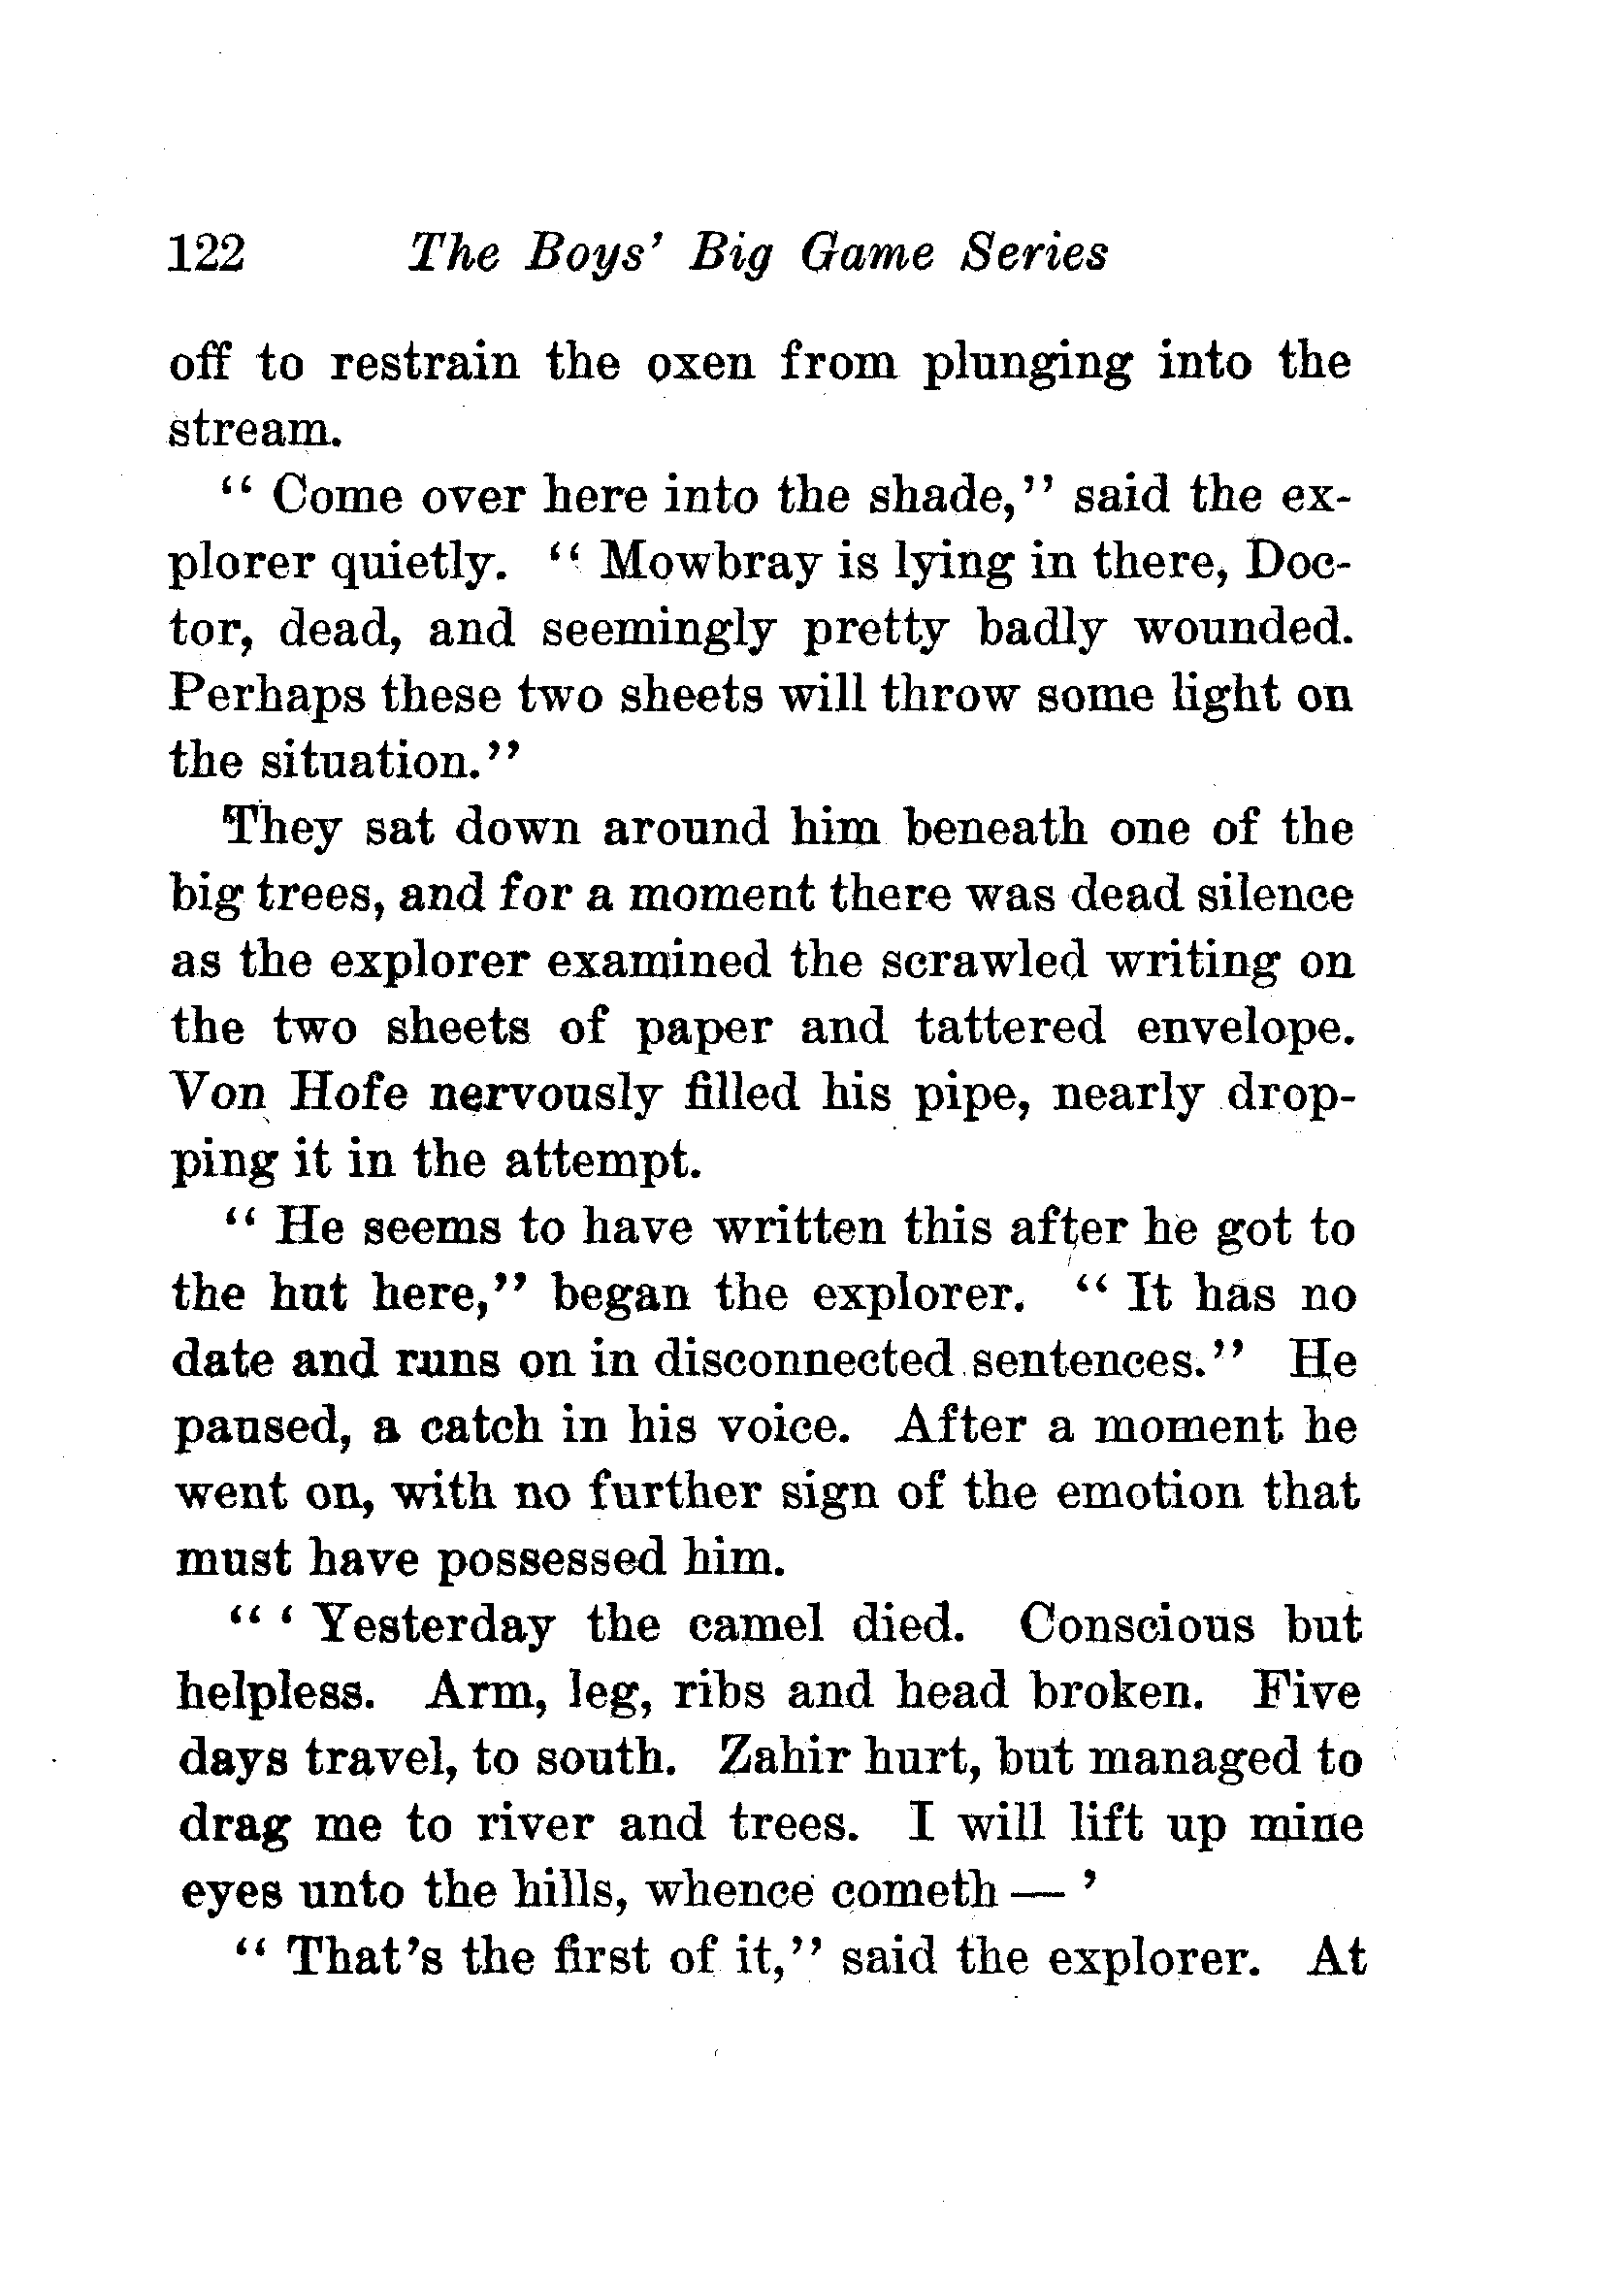 122 The Boys' Big Game Series
off to restrain the oxen from plunging into the
stream.
" Come over here into the shade," said the ex-
plorer quietly. " Mowbray is lying in there, Doc-
tor, dead, and seemingly pretty badly wounded.
Perhaps these two sheets will throw some light on
the situation."
They sat down around him beneath one of the
big trees, and for a moment there was dead silence
as the explorer examined the scrawled writing on
the two sheets of paper and tattered envelope.
Von Hofe nervously filled his pipe, nearly drop-
ping it in the attempt.
" He seems to have written this after he got to
the hut here," began the explorer. " It has no
date and runs on in disconnected sentences." He
paused, a catch in his voice. After a moment he
went on, with no further sign of the emotion that
must have possessed him.
" ' Yesterday the camel died. Conscious but
helpless. Arm, leg, ribs and head broken. Five
days travel, to south. Zahir hurt, but managed to
drag me to river and trees. I will lift up mine
eyes unto the hills, whence cometh — '
" That's the first of it," said the explorer. At